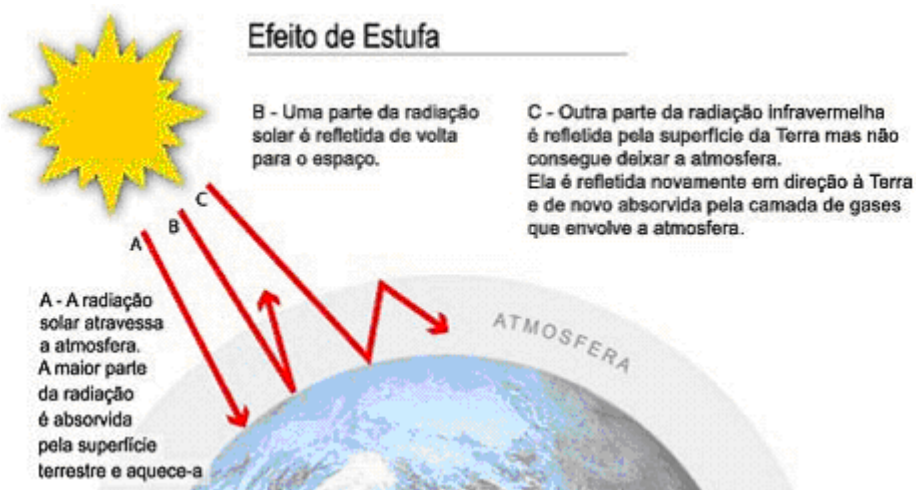 Efeito de Estufa
B - Uma parte da radiação
solar é refletida de volta
para o espaço.
C - Outra parte da radiação infravermelha
é refletida pela superfície da Terra mas não
consegue deixar a atmosfera.
Ela é refletida novamente em direção à Terra
e de novo absorvida pela camada de gases
que envolve a atmosfera.
C
B
A
A - A radiação
solar atravessa
a atmosfera.
A maior parte
da radiação
é absorvida
pela superfície
terrestre e aquece-a
ATMOSFERA